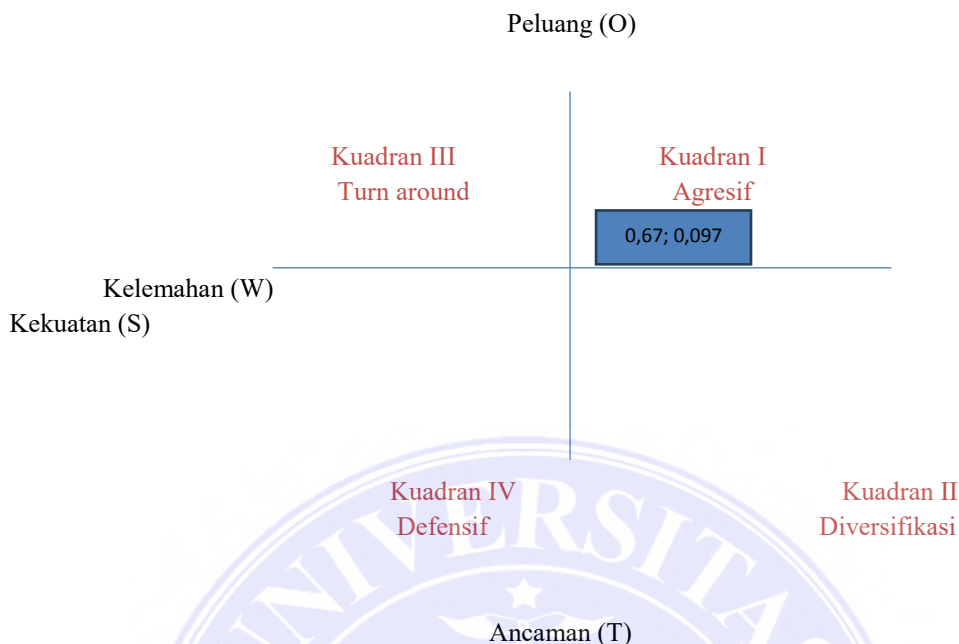 Peluang (O)
Kuadran III
Turn around
Kuadran I
Agresif
0,67; 0,097
Kelemahan (W)
Kekuatan (S)
Kuadran IV
Defensif
Kuadran II
Diversifikasi
UNIVERSITAS
Ancaman (T)